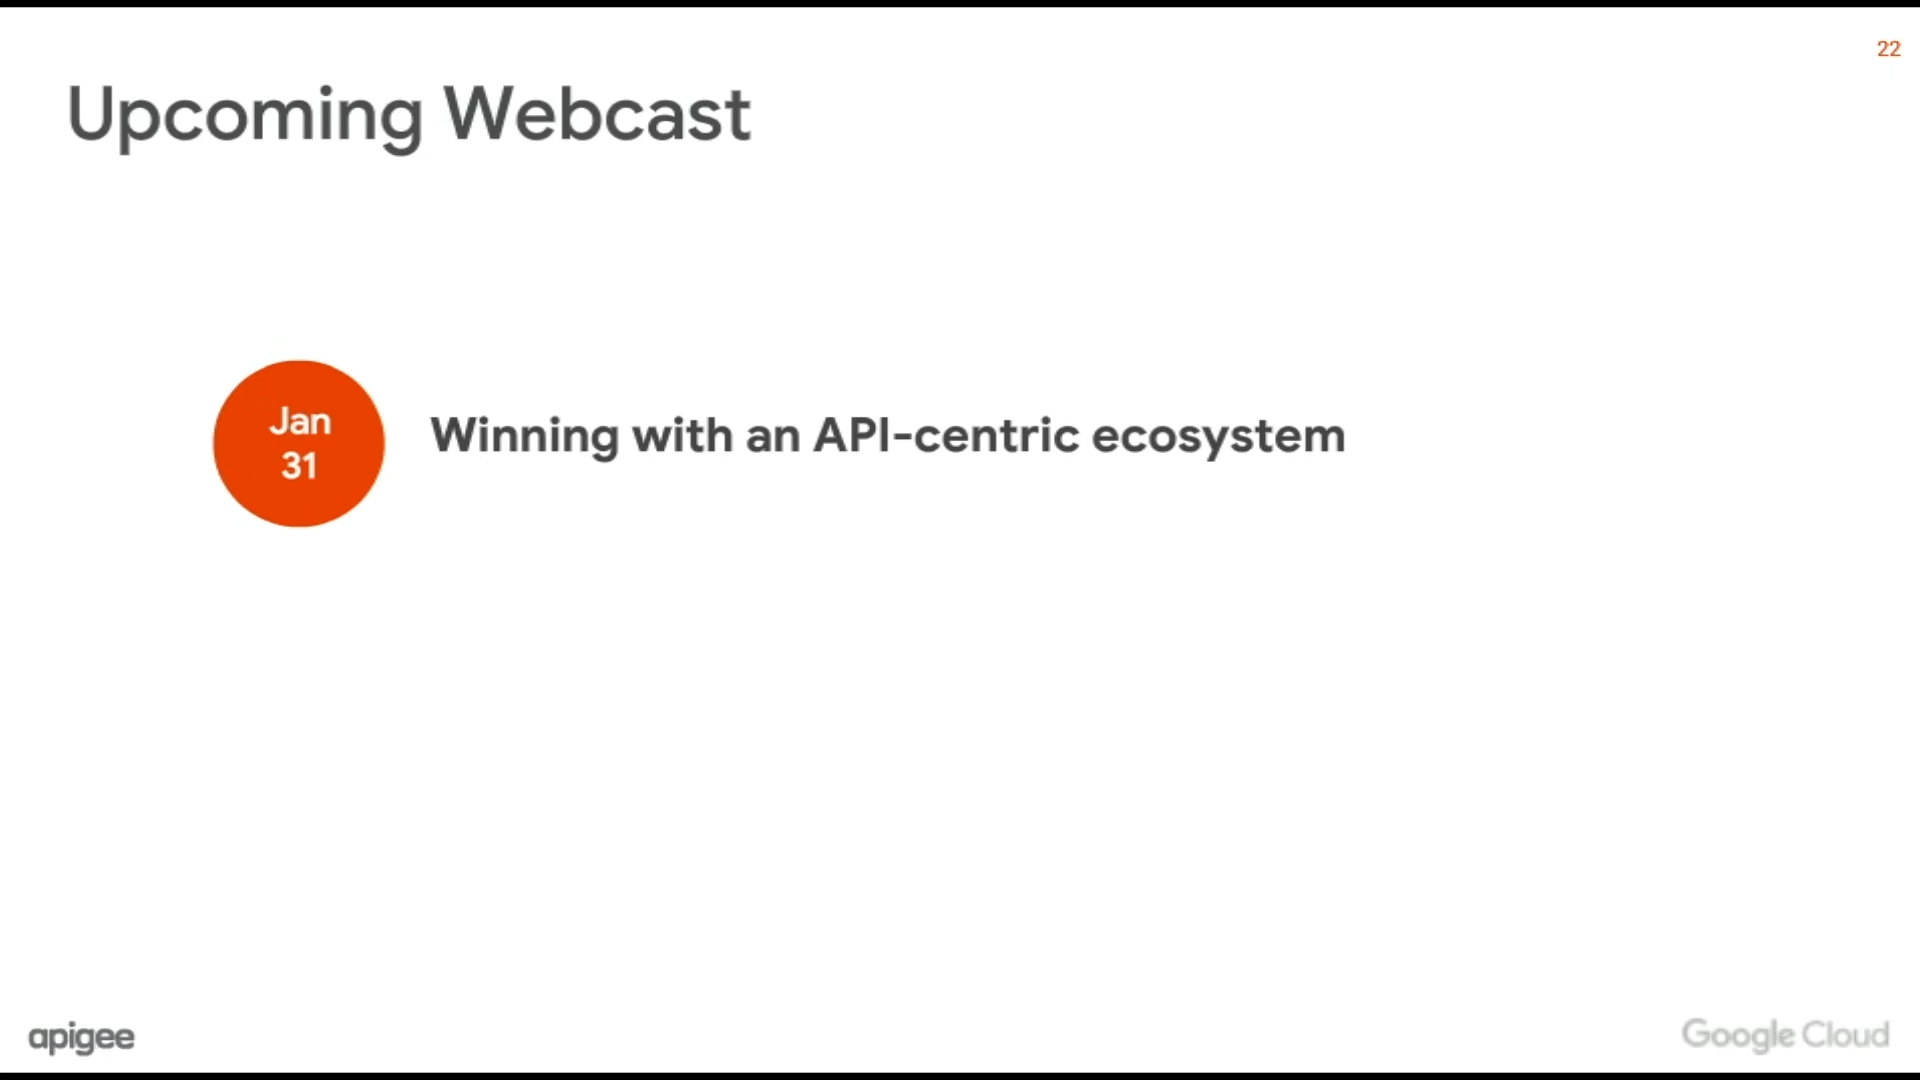 22
Upcoming Webcast
Jan
31
Winning with an API-centric ecosystem
apigee
Google Cloud